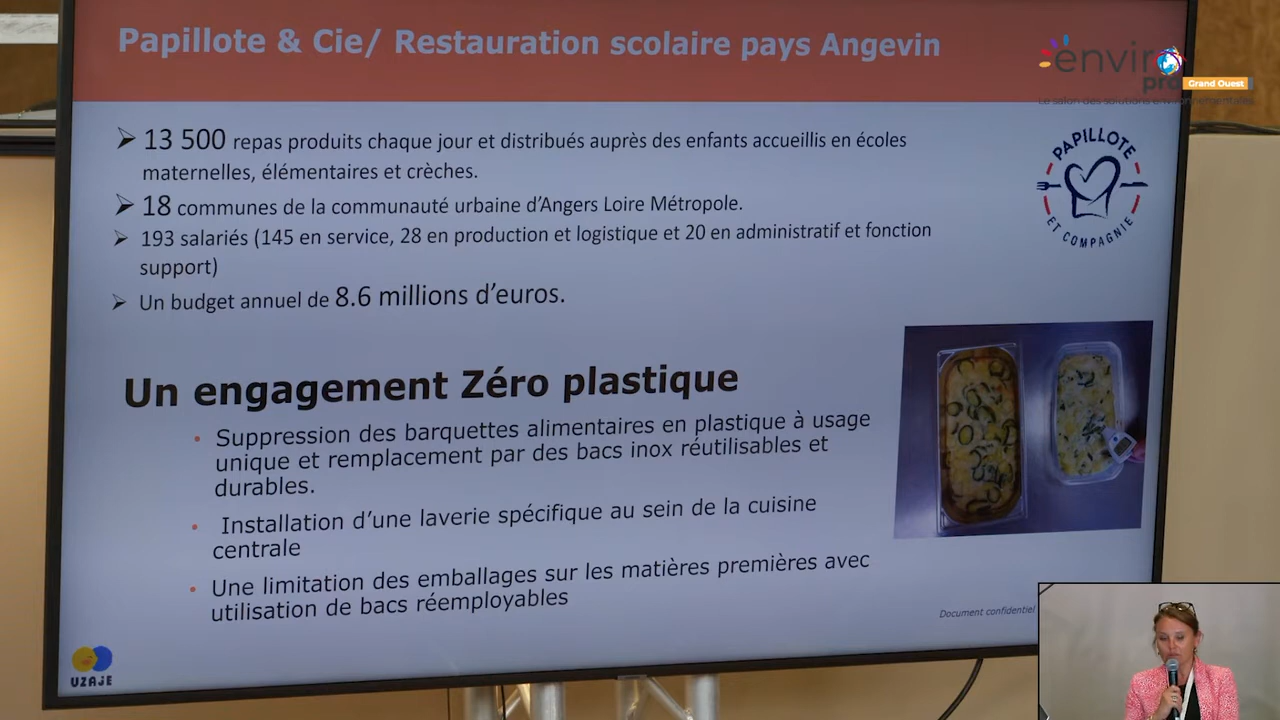 Papillote & Cie/ Restauration scolaire pays Angevin
enviro
pro
Grand Ouest
Le salon des solutions environnementales
➢ 13 500 repas produits chaque jour et distribués auprès des enfants accueillis en écoles
maternelles, élémentaires et crèches.
➢ 18 communes de la communauté urbaine d'Angers Loire Métropole.
➢ 193 salariés (145 en service, 28 en production et logistique et 20 en administratif et fonction
support)
➢ Un budget annuel de 8.6 millions d'euros.
PAPILLOTE
ET COMPAGNIE
Un engagement Zéro plastique
• Suppression des barquettes alimentaires en plastique à usage
unique et remplacement par des bacs inox réutilisables et
durables.
• Installation d'une laverie spécifique au sein de la cuisine
centrale
• Une limitation des emballages sur les matières premières avec
utilisation de bacs réemployables
Document confidentiel
UZAJE